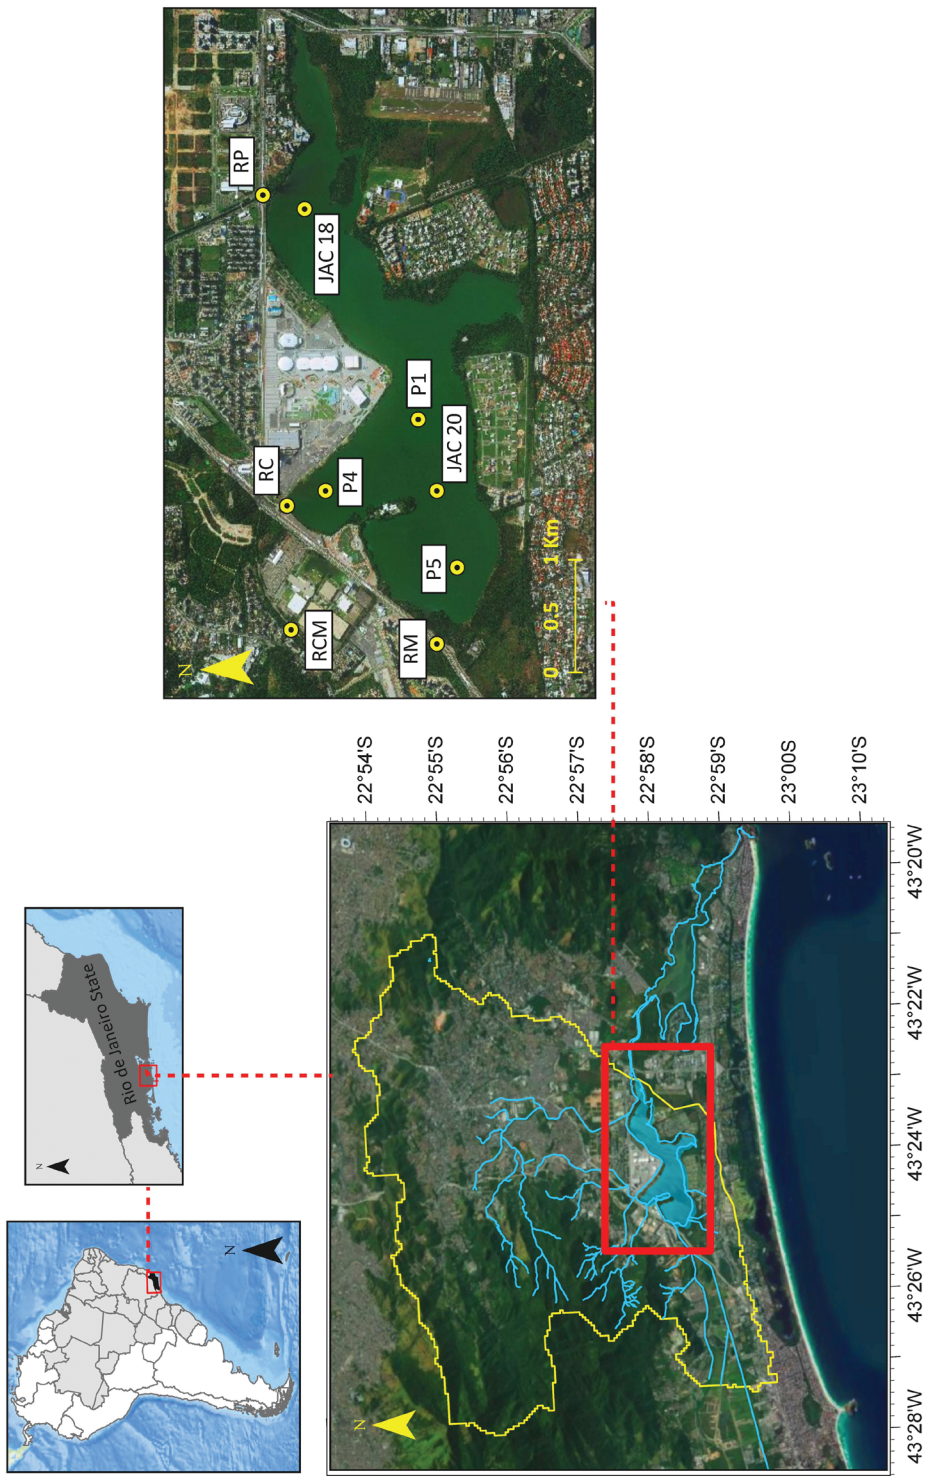 N
N
Rio de Janeiro State
N
22°54'S
22°55'S
22°56'S
22°57'S
22°58'S
22°59'S
23°00'S
23°10'S
43°28'W
43°26'W
43°24'W
43°22'W
43°20'W
N
RCM
RC
RP
JAC 18
P4
P1
JAC 20
P5
RM
0 0.5 1 Km